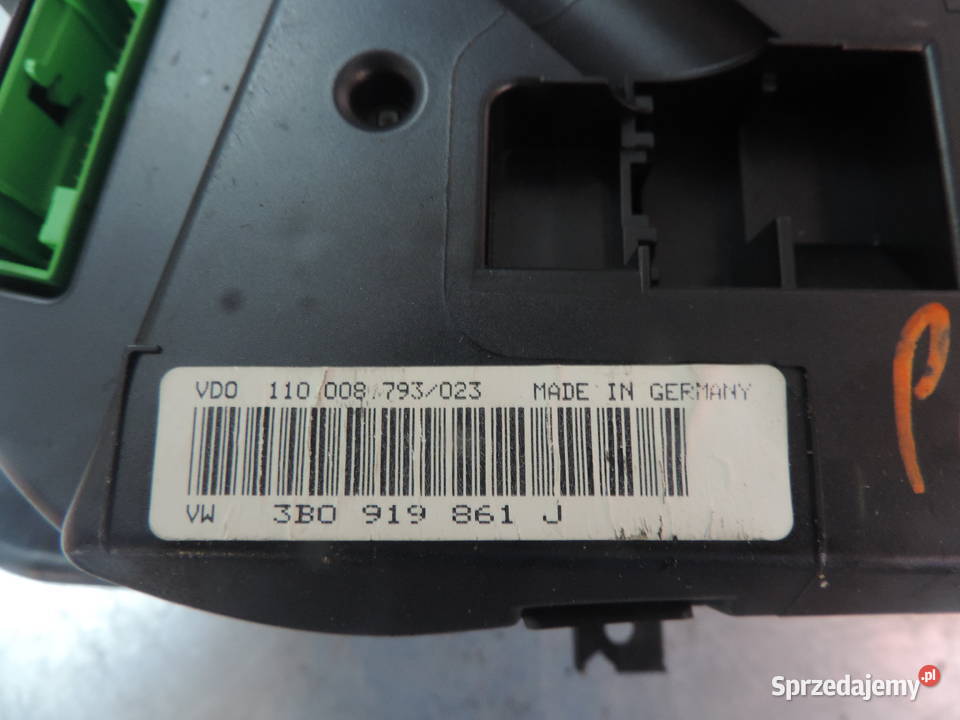 VDO 110 008 793/023 MADE IN GERMANY
VW 3B0 919 861 J
Sprzedajemy.pl